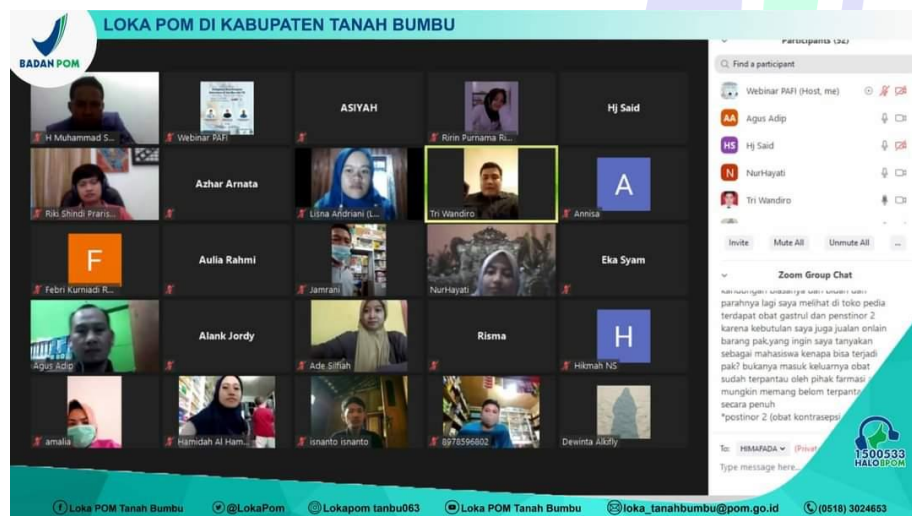 LOKA POM DI KABUPATEN TANAH BUMBU
BADAN POM
H Muhammad S...
Webinar PAFI
ASIYAH
Ririn Purnama Ri...
Hj Said
Riki Shindi Praris...
Azhar Arnata
Lisna Andriani (L...
Tri Wandiro
A
Annisa
F
Febri Kurniadi R...
Aulia Rahmi
Jamrani
NurHayati
Eka Syam
Agus Adip
Alank Jordy
Ade Silfiah
Risma
H
Hikmah NS
amalia
Hamidah Al Ham...
isnanto isnanto
8978596802
Dewinta Alkifly
Participants (32)
Find a participant
Webinar PAFI (Host, me)
AA Agus Adip
HS Hj Said
N NurHayati
Tri Wandiro
Invite Mute All Unmute All ...
Zoom Group Chat
kandungan biasanya dari bidan dan
parahnya lagi saya melihat di toko pedia
terdapat obat gastrul dan penstinor 2
karena kebutulan saya juga jualan onlain
barang pak,yang ingin saya tanyakan
sebagai mahasiswa kenapa bisa terjadi
pak? bukanya masuk keluarnya obat
sudah terpantau oleh pihak farmasi
mungkin memang belom terpanta
secara penuh
*postinor 2 (obat kontrasepsi
To: HIMAFADA (Privat
Type message here...
1500533
HALOBPOM
Loka POM Tanah Bumbu @LokaPom Lokapom tanbu063 Loka POM Tanah Bumbu loka_tanahbumbu@pom.go.id (0518) 3024653